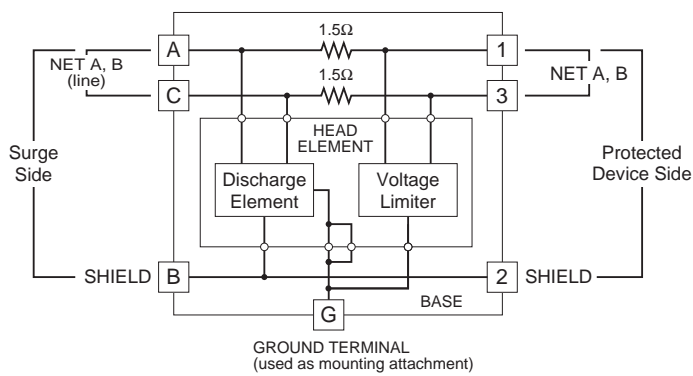 1.5Ω
A
1
NET A, B
(line)
NET A, B
1.5Ω
C
3
HEAD
ELEMENT
Surge
Side
Protected
Device Side
Discharge
Element
Voltage
Limiter
SHIELD
B
2
SHIELD
BASE
G
GROUND TERMINAL
(used as mounting attachment)